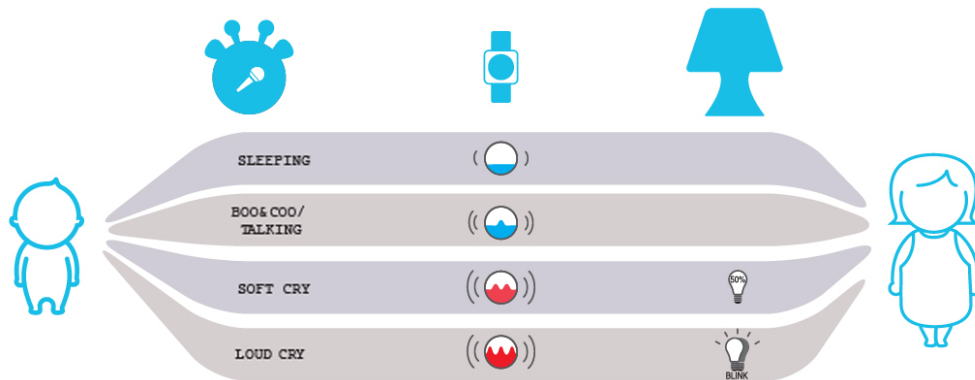 SLEEPING
BOO&COO/
TALKING
SOFT CRY
50%
LOUD CRY
BLINK